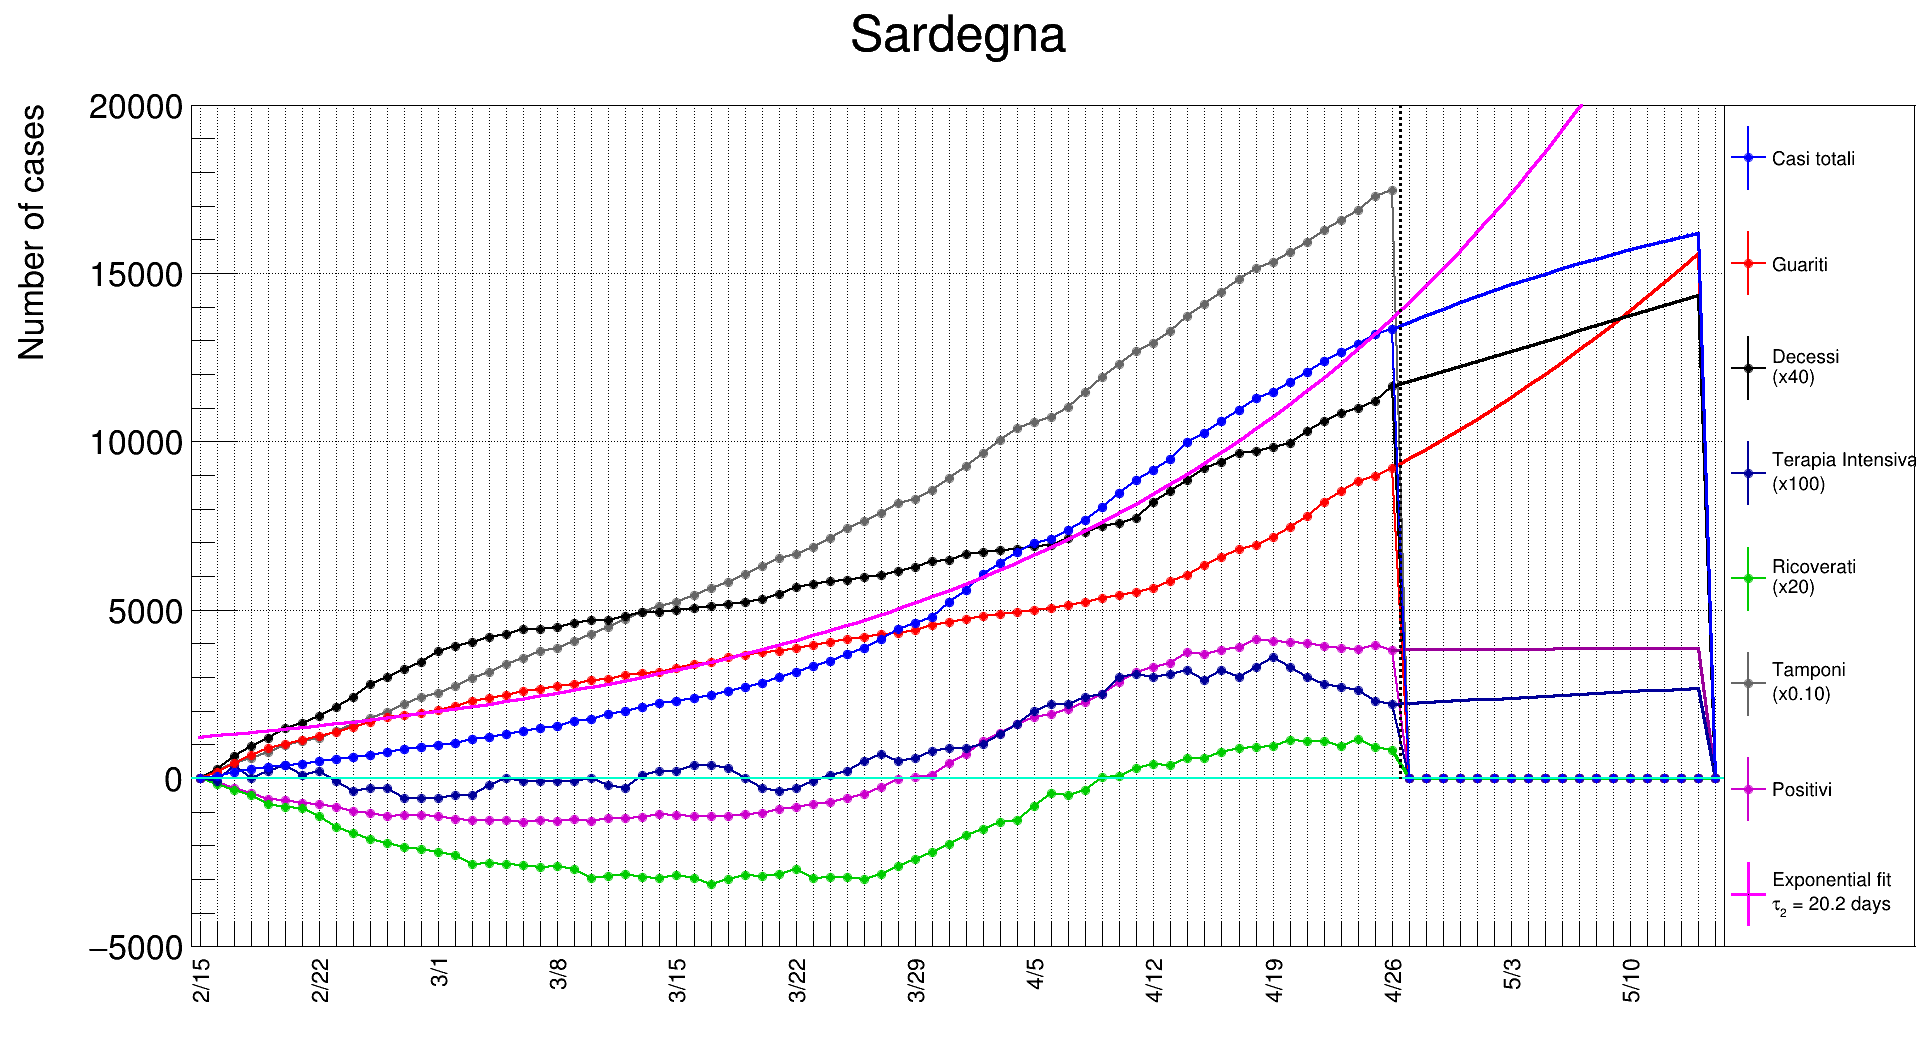 Sardegna
Number of cases
20000
15000
10000
5000
0
−5000
2/15
2/22
3/1
3/8
3/15
3/22
3/29
4/5
4/12
4/19
4/26
5/3
5/10
Casi totali
Guariti
Decessi
(x40)
Terapia Intensiva
(x100)
Ricoverati
(x20)
Tamponi
(x0.10)
Positivi
Exponential fit
τ2 = 20.2 days